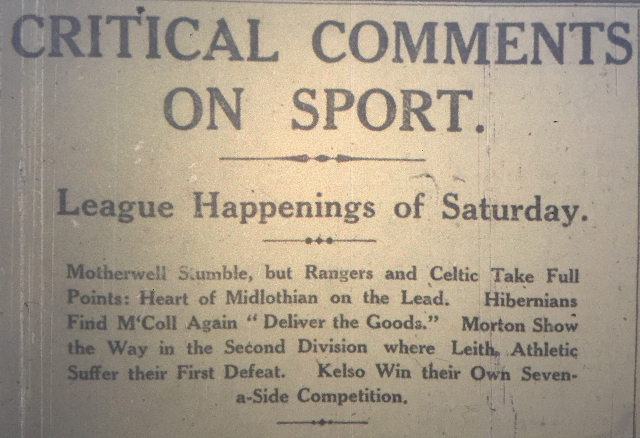 CRITICAL COMMENTS
ON SPORT.
League Happenings of Saturday.
Motherwell Stumble, but Rangers and Celtic Take Full
Points: Heart of Midlothian on the Lead. Hibernians
Find M'Coll Again "Deliver the Goods." Morton Show
the Way in the Second Division where Leith Athletic
Suffer their First Defeat. Kelso Win their Own Seven-
a-Side Competition.